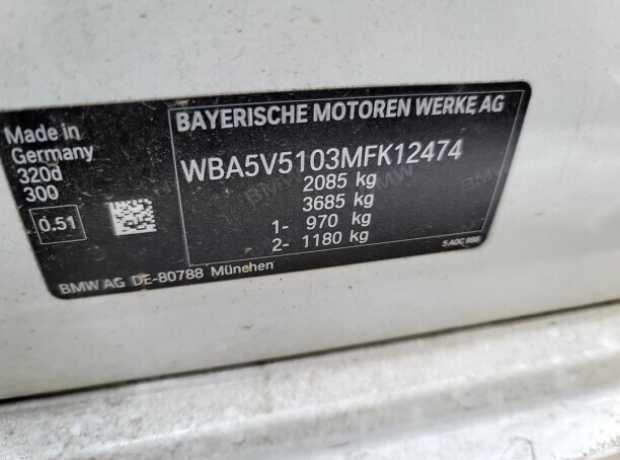 BAYERISCHE MOTOREN WERKE AG
Made in
Germany
320d
300
0.51
WBA5V5103MFK12474
2085 kg
3685 kg
1- 970 kg
2- 1180 kg
BMW AG DE-80788 München